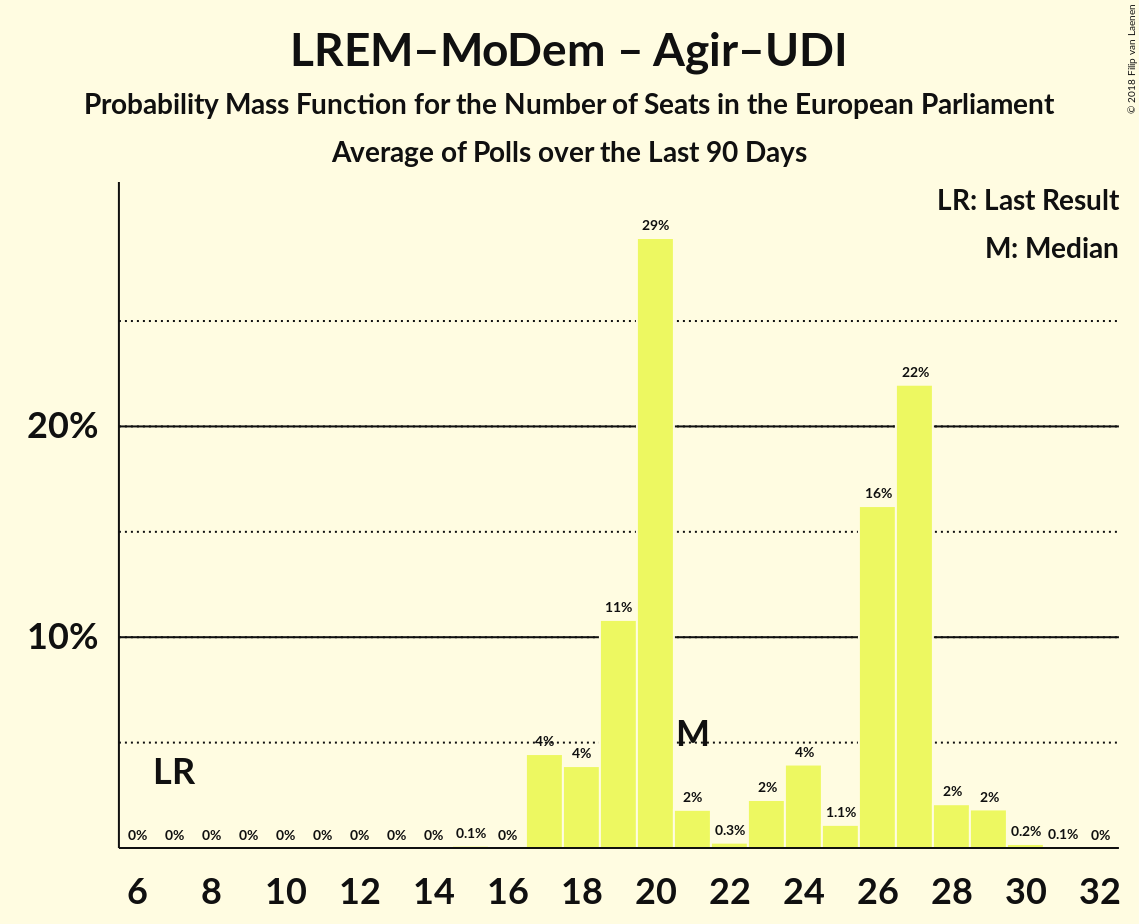 LREM–MoDem – Agir–UDI
Probability Mass Function for the Number of Seats in the European Parliament
Average of Polls over the Last 90 Days
© 2018 Filip van Laenen
LR: Last Result
M: Median
20%
10%
LR
M
0% 0% 0% 0% 0% 0% 0% 0% 0% 0.1% 0% 4% 4% 11% 29% 2% 0.3% 2% 4% 1.1% 16% 22% 2% 2% 0.2% 0.1% 0%
6 8 10 12 14 16 18 20 22 24 26 28 30 32